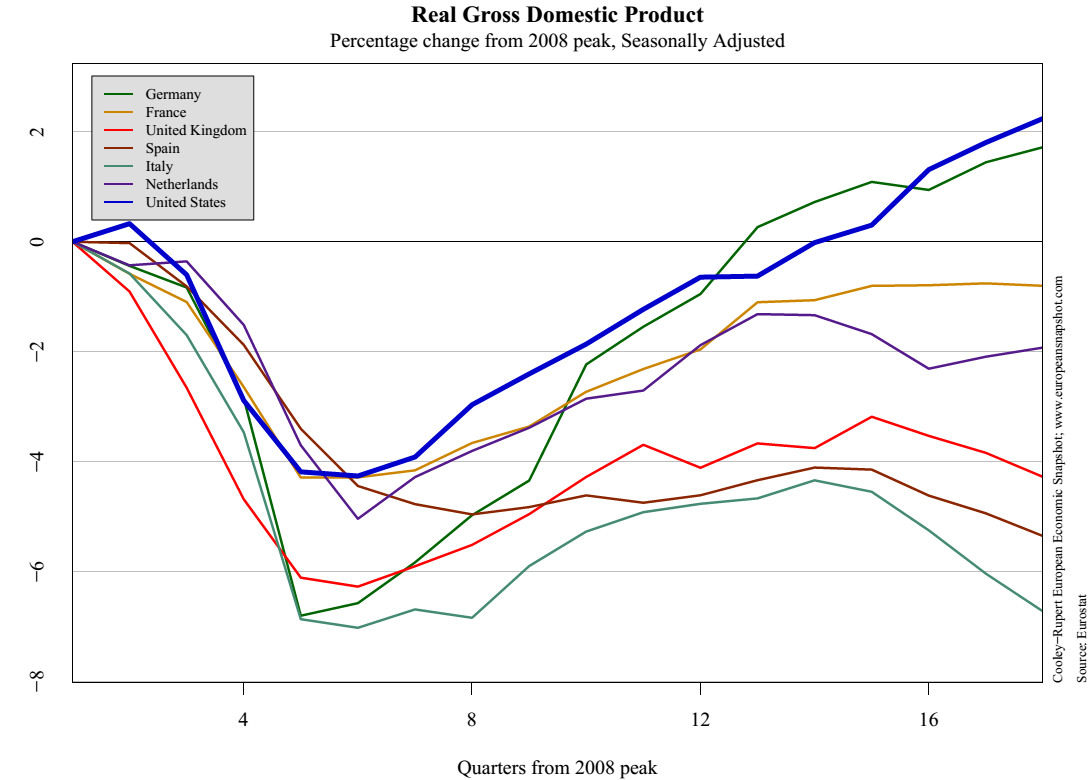 Real Gross Domestic Product
Percentage change from 2008 peak, Seasonally Adjusted
Germany
France
United Kingdom
Spain
Italy
Netherlands
United States
2
0
−2
−4
−6
−8
4 8 12 16
Quarters from 2008 peak
Cooley−Rupert European Economic Snapshot; www.europeansnapshot.com
Source: Eurostat